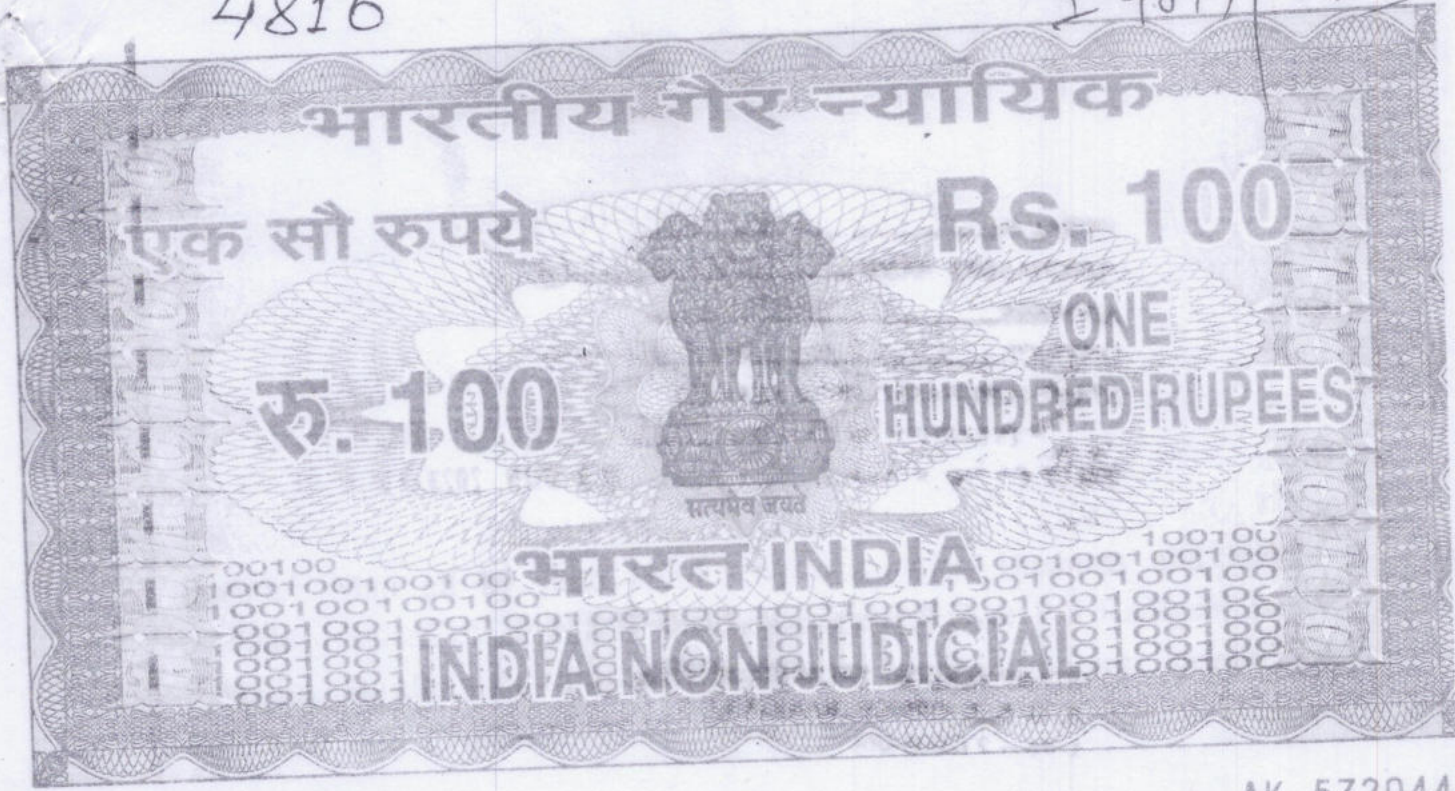 4816
भारतीय गैर न्यायिक
एक सौ रुपये
Rs. 100
रु. 100
ONE
HUNDRED RUPEES
सत्यमेव जयते
भारत INDIA
INDIA NON JUDICIAL